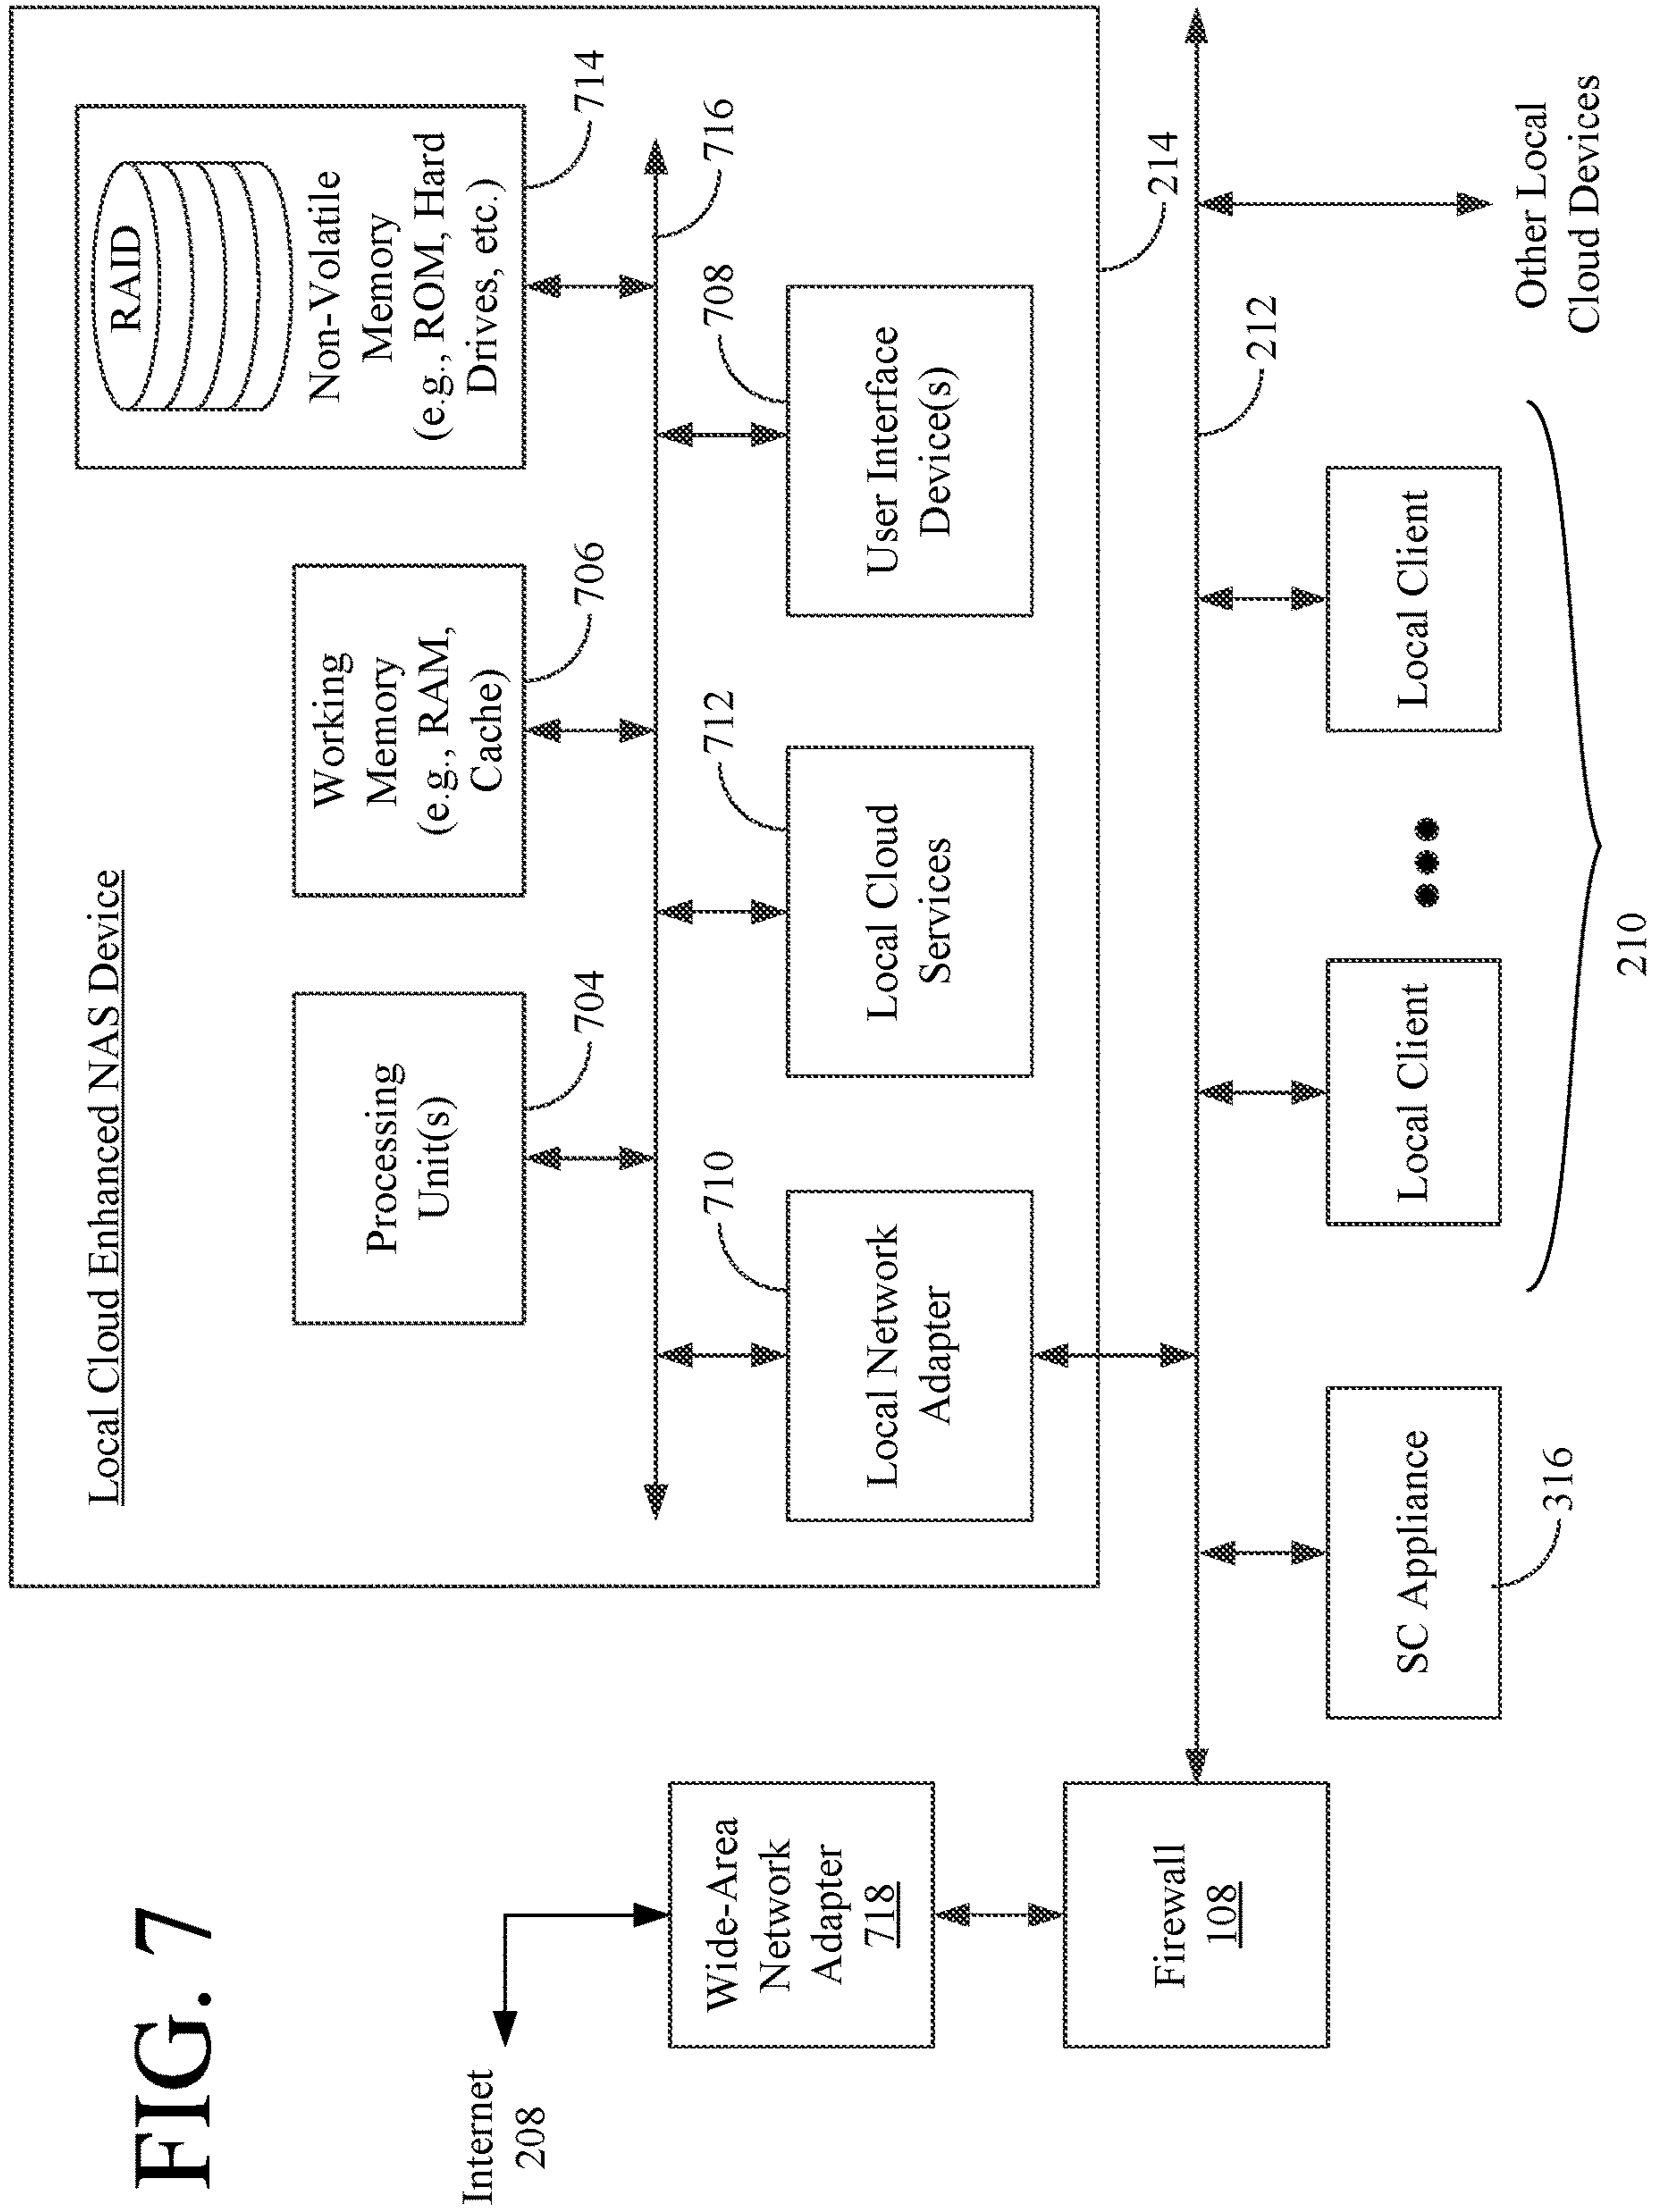 FIG. 7
Local Cloud Enhanced NAS Device
RAID
Non-Volatile
Memory
(e.g., ROM, Hard
Drives, etc.)
714
Working
Memory
(e.g., RAM,
Cache)
706
Processing
Unit(s)
704
716
710
Local Network
Adapter
712
Local Cloud
Services
708
User Interface
Device(s)
214
Internet
208
Wide-Area
Network
Adapter
718
Firewall
108
212
SC Appliance
316
Local Client
Local Client
210
Other Local
Cloud Devices